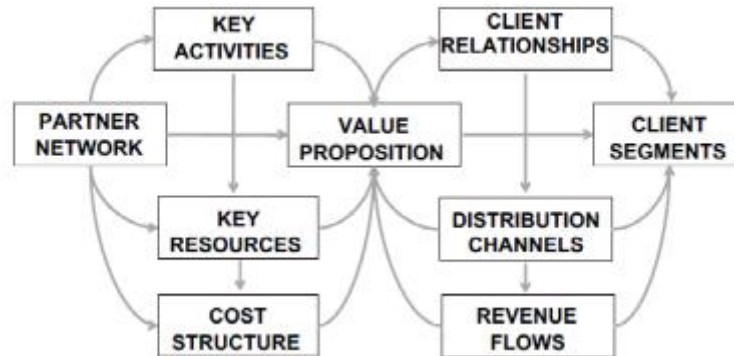 KEY
ACTIVITIES
CLIENT
RELATIONSHIPS
PARTNER
NETWORK
VALUE
PROPOSITION
CLIENT
SEGMENTS
KEY
RESOURCES
DISTRIBUTION
CHANNELS
COST
STRUCTURE
REVENUE
FLOWS